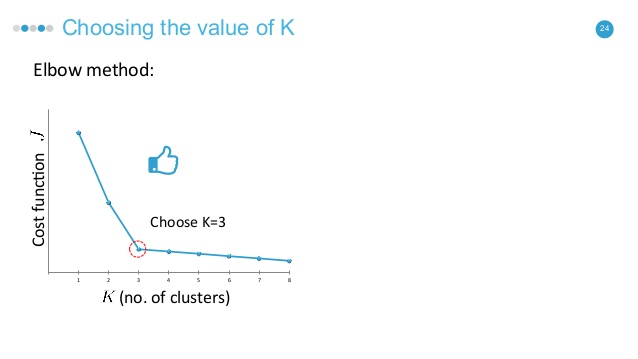 Choosing the value of K
24
Elbow method:
Cost function J
Choose K=3
1 2 3 4 5 6 7 8
K (no. of clusters)